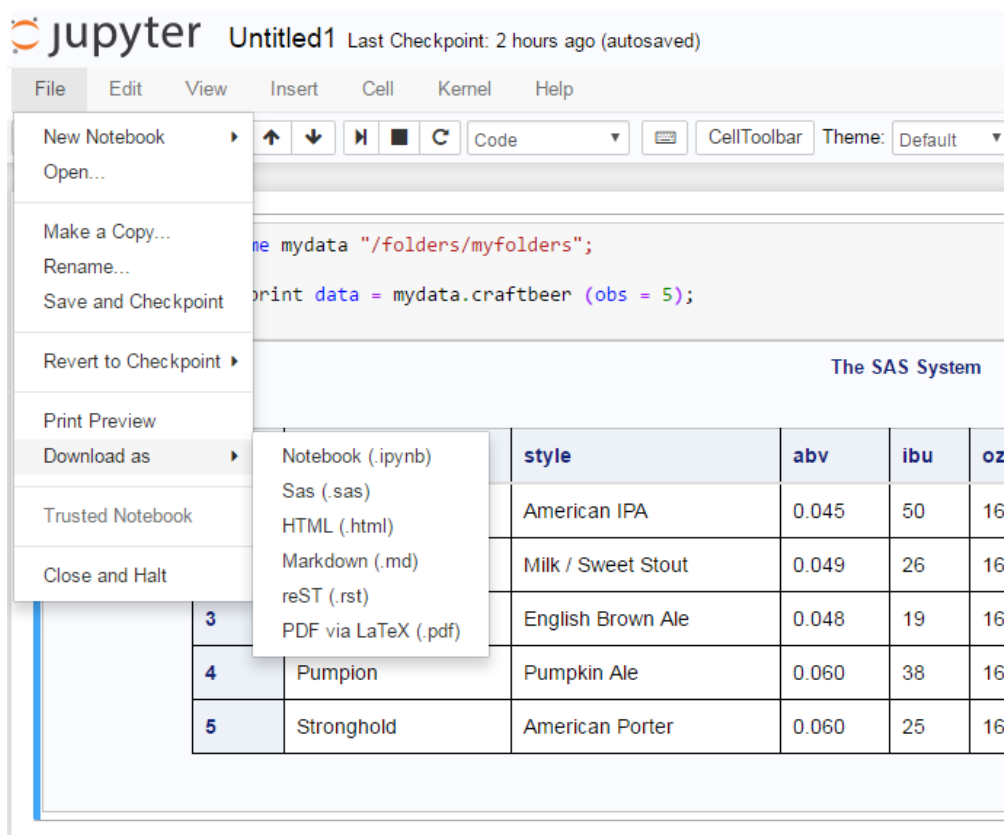 jupyter Untitled1 Last Checkpoint: 2 hours ago (autosaved)
File Edit View Insert Cell Kernel Help
Code CellToolbar Theme: Default
New Notebook
Open...
Make a Copy...
Rename...
Save and Checkpoint
Revert to Checkpoint
Print Preview
Download as
Trusted Notebook
Close and Halt
Notebook (.ipynb)
Sas (.sas)
HTML (.html)
Markdown (.md)
reST (.rst)
PDF via LaTeX (.pdf)
me mydata "/folders/myfolders";
print data = mydata.craftbeer (obs = 5);
The SAS System
style abv ibu oz
American IPA 0.045 50 16
Milk / Sweet Stout 0.049 26 16
3 English Brown Ale 0.048 19 16
4 Pumpion Pumpkin Ale 0.060 38 16
5 Stronghold American Porter 0.060 25 16